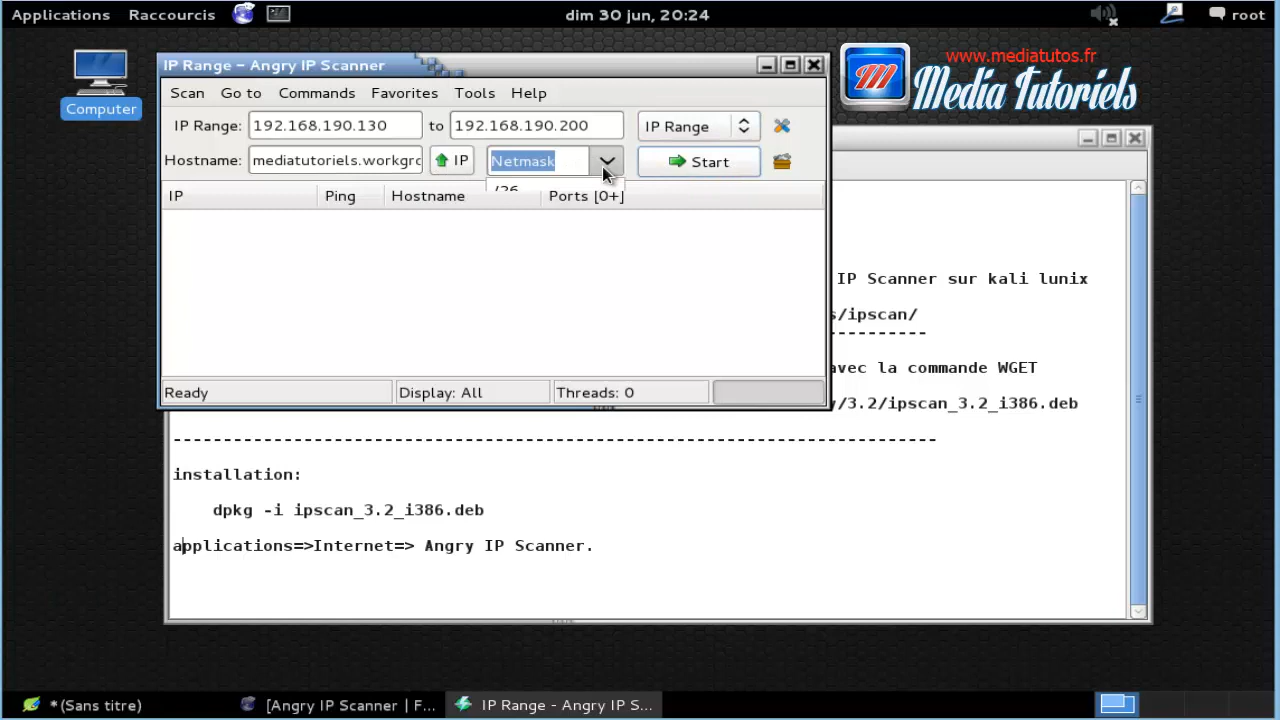 Applications Raccourcis dim 30 jun, 20:24 root
Computer
www.mediatutos.fr
Media Tutoriels
IP Range - Angry IP Scanner
Scan Go to Commands Favorites Tools Help
IP Range: 192.168.190.130 to 192.168.190.200 IP Range
Hostname: mediatutoriels.workgrc IP Netmask Start
/26
IP Ping Hostname Ports [0+]
Ready Display: All Threads: 0
IP Scanner sur kali lunix
s/ipscan/
----------
avec la commande WGET
y/3.2/ipscan_3.2_i386.deb
----------------------------------------------------------------------------
installation:
dpkg -i ipscan_3.2_i386.deb
applications=>Internet=> Angry IP Scanner.
*(Sans titre) [Angry IP Scanner | F... IP Range - Angry IP S...